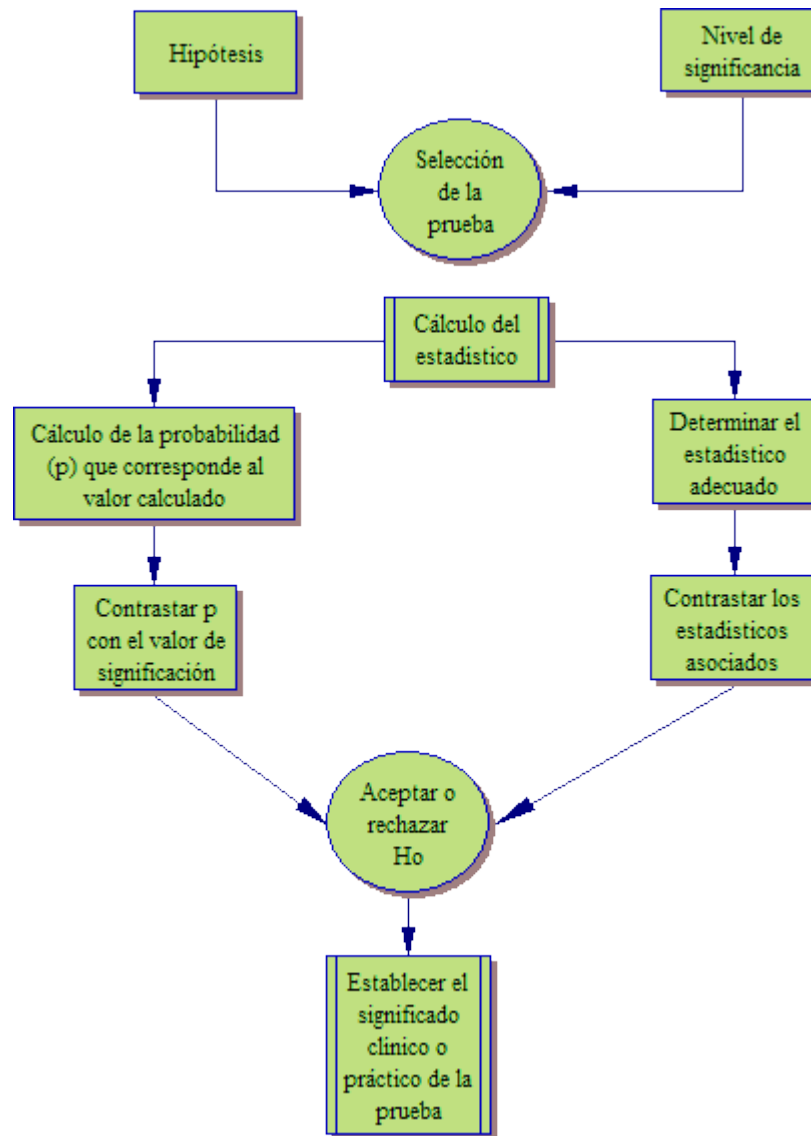 Hipótesis
Nivel de
significancia
Selección
de la
prueba
Cálculo del
estadístico
Cálculo de la probabilidad
(p) que corresponde al
valor calculado
Determinar el
estadístico
adecuado
Contrastar p
con el valor de
significación
Contrastar los
estadísticos
asociados
Aceptar o
rechazar
Ho
Establecer el
significado
clínico o
práctico de la
prueba